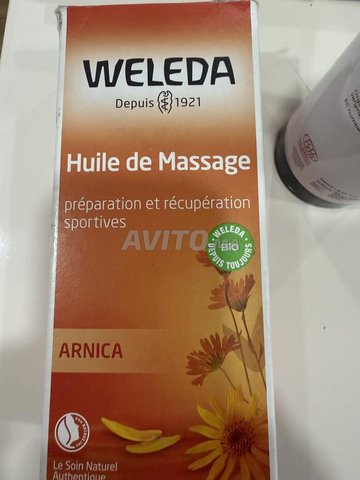 WELEDA
Depuis 1921
Huile de Massage
préparation et récupération
sportives
AVITO
WELEDA
BIO
DEPUIS TOUJOURS
ARNICA
Le Soin Naturel
Authentique